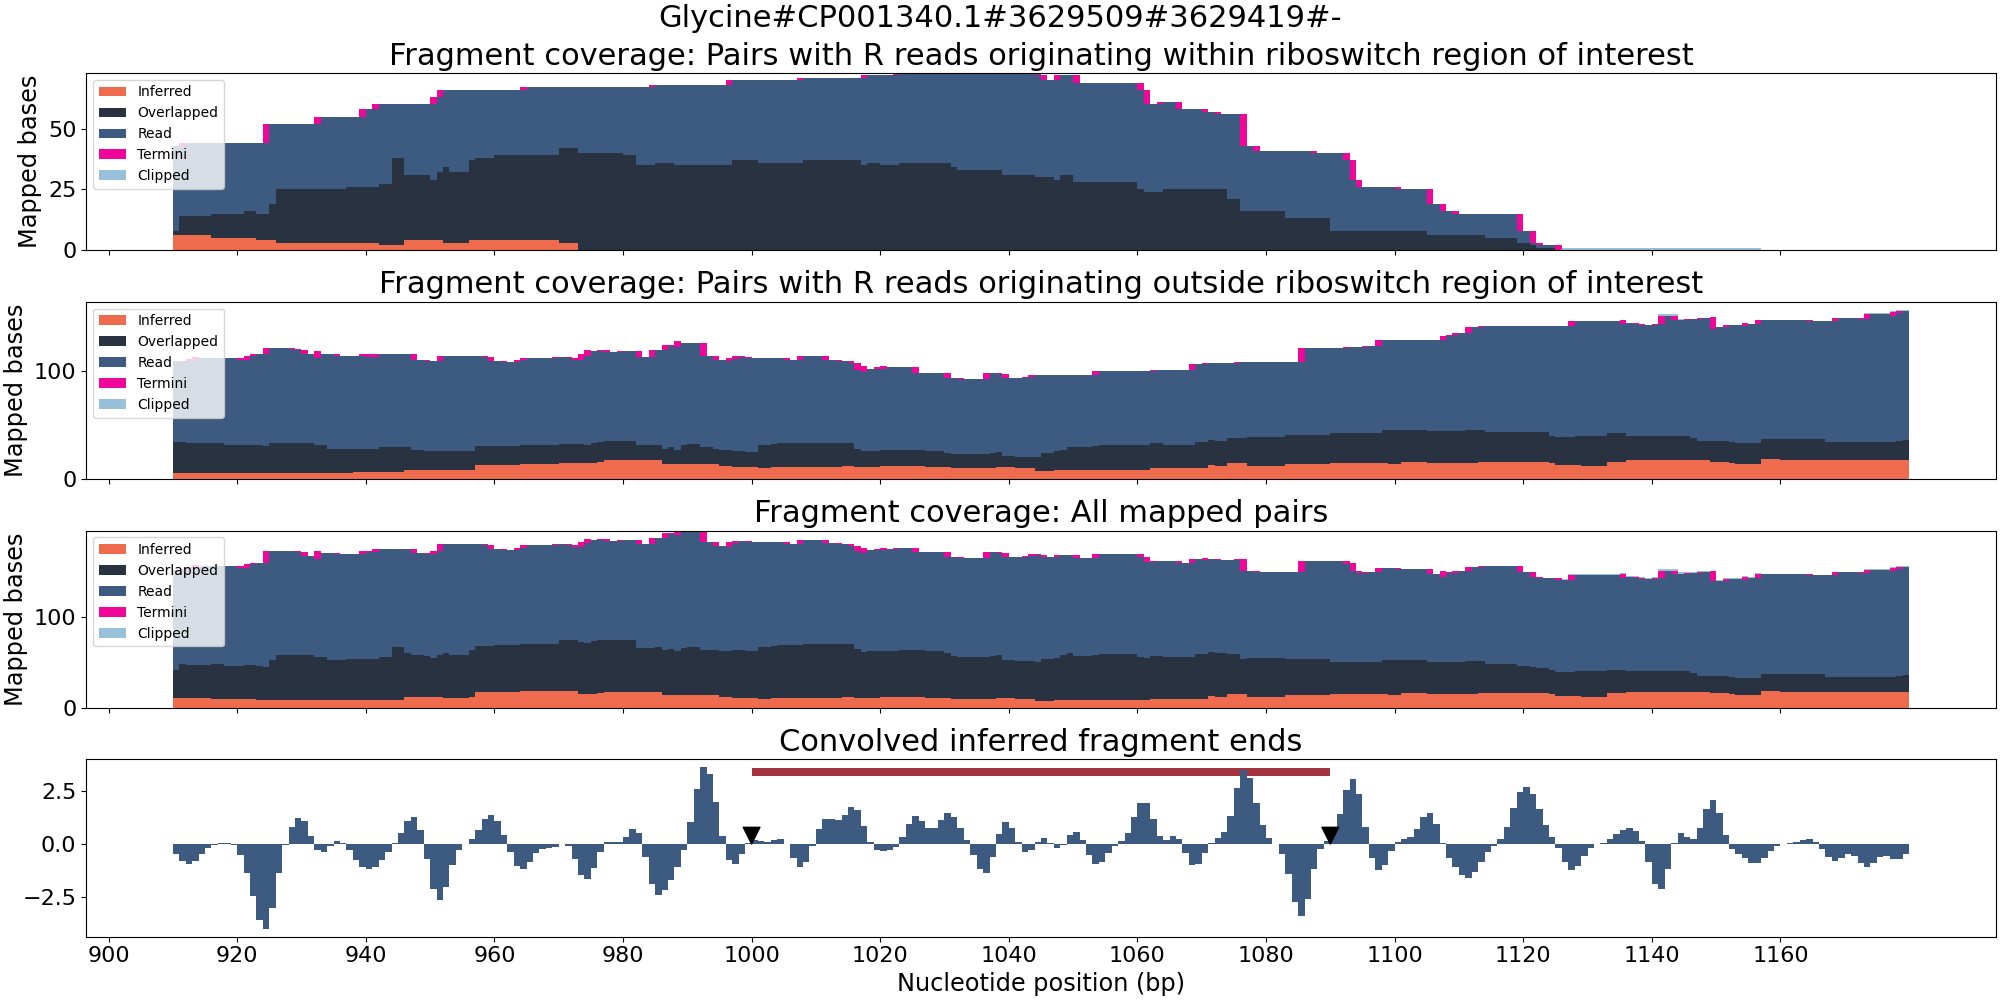 Glycine#CP001340.1#3629509#3629419#-
Fragment coverage: Pairs with R reads originating within riboswitch region of interest
Mapped bases
50
25
0
Inferred
Overlapped
Read
Termini
Clipped
Fragment coverage: Pairs with R reads originating outside riboswitch region of interest
Mapped bases
100
0
Inferred
Overlapped
Read
Termini
Clipped
Fragment coverage: All mapped pairs
Mapped bases
100
0
Inferred
Overlapped
Read
Termini
Clipped
Convolved inferred fragment ends
2.5
0.0
−2.5
900 920 940 960 980 1000 1020 1040 1060 1080 1100 1120 1140 1160
Nucleotide position (bp)